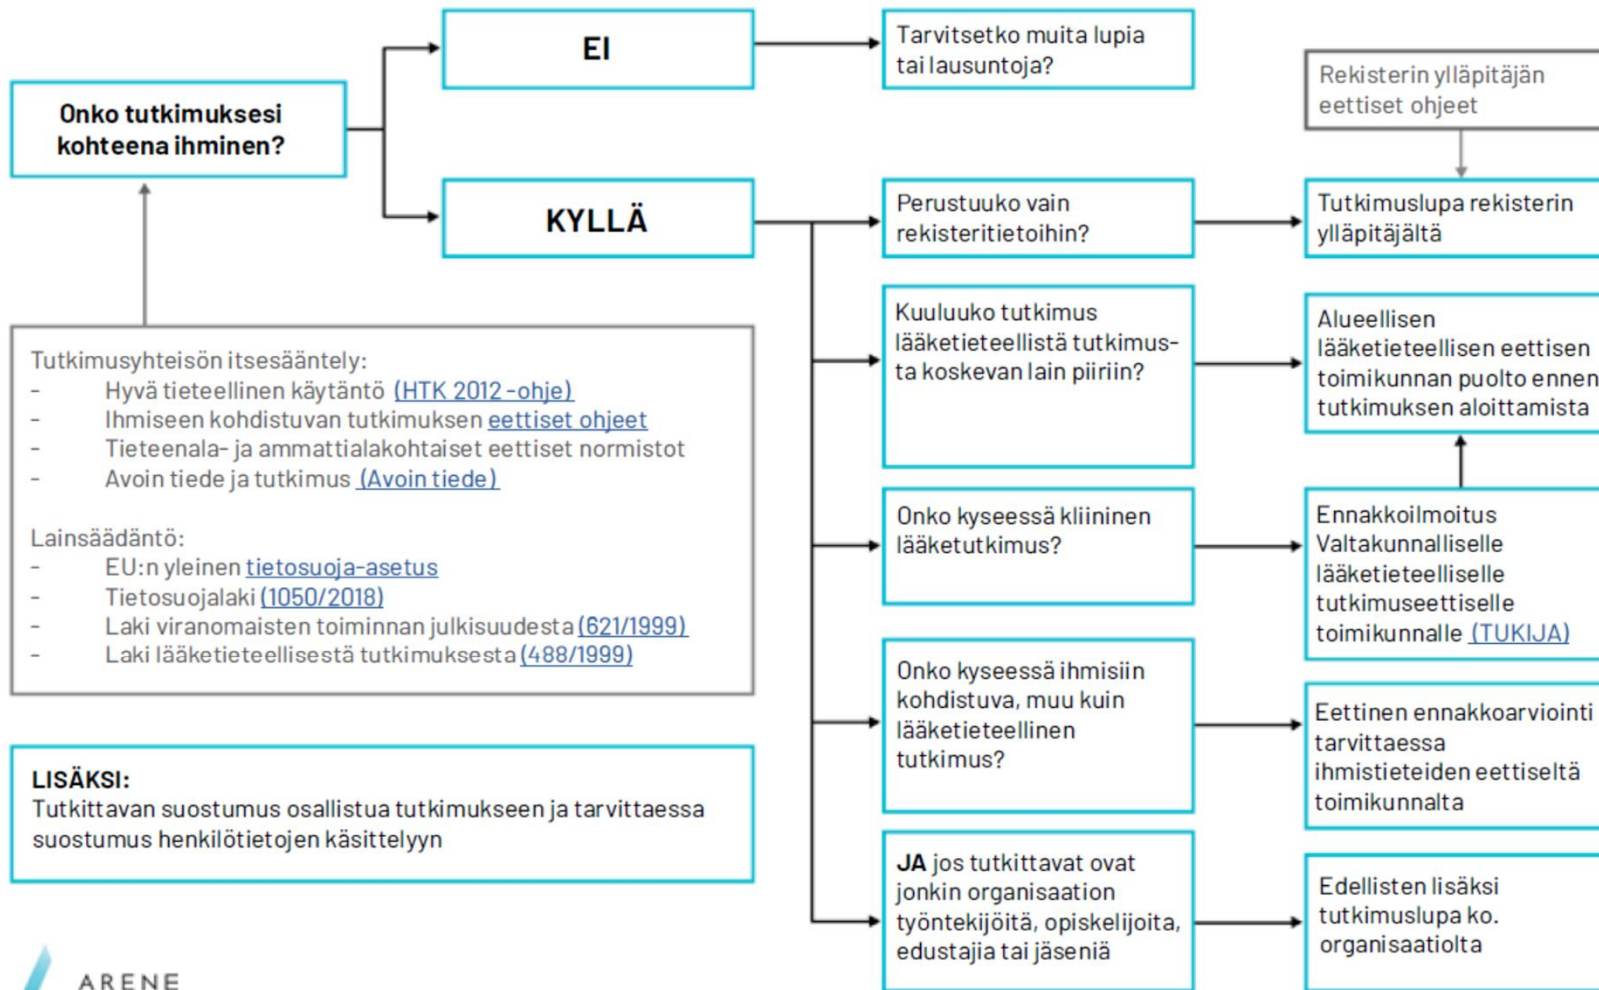 Onko tutkimuksesi
kohteena ihminen?
EI
Tarvitsetko muita lupia
tai lausuntoja?
KYLLÄ
Perustuuko vain
rekisteritietoihin?
Rekisterin ylläpitäjän
eettiset ohjeet
Tutkimuslupa rekisterin
ylläpitäjältä
Kuuluuko tutkimus
lääketieteellistä tutkimus-
ta koskevan lain piiriin?
Alueellisen
lääketieteellisen eettisen
toimikunnan puolto ennen
tutkimuksen aloittamista
Onko kyseessä kliininen
lääketutkimus?
Ennakkoilmoitus
Valtakunnalliselle
lääketieteelliselle
tutkimuseettiselle
toimikunnalle (TUKIJA)
Onko kyseessä ihmisiin
kohdistuva, muu kuin
lääketieteellinen
tutkimus?
Eettinen ennakkoarviointi
tarvittaessa
ihmistieteiden eettiseltä
toimikunnalta
JA jos tutkittavat ovat
jonkin organisaation
työntekijöitä, opiskelijoita,
edustajia tai jäseniä
Edellisten lisäksi
tutkimuslupa ko.
organisaatiolta
Tutkimusyhteisön itsesääntely:
- Hyvä tieteellinen käytäntö (HTK 2012 -ohje)
- Ihmiseen kohdistuvan tutkimuksen eettiset ohjeet
- Tieteenala- ja ammattialakohtaiset eettiset normistot
- Avoin tiede ja tutkimus (Avoin tiede)
Lainsäädäntö:
- EU:n yleinen tietosuoja-asetus
- Tietosuojalaki (1050/2018)
- Laki viranomaisten toiminnan julkisuudesta (621/1999)
- Laki lääketieteellisestä tutkimuksesta (488/1999)
LISÄKSI:
Tutkittavan suostumus osallistua tutkimukseen ja tarvittaessa
suostumus henkilötietojen käsittelyyn
ARENE